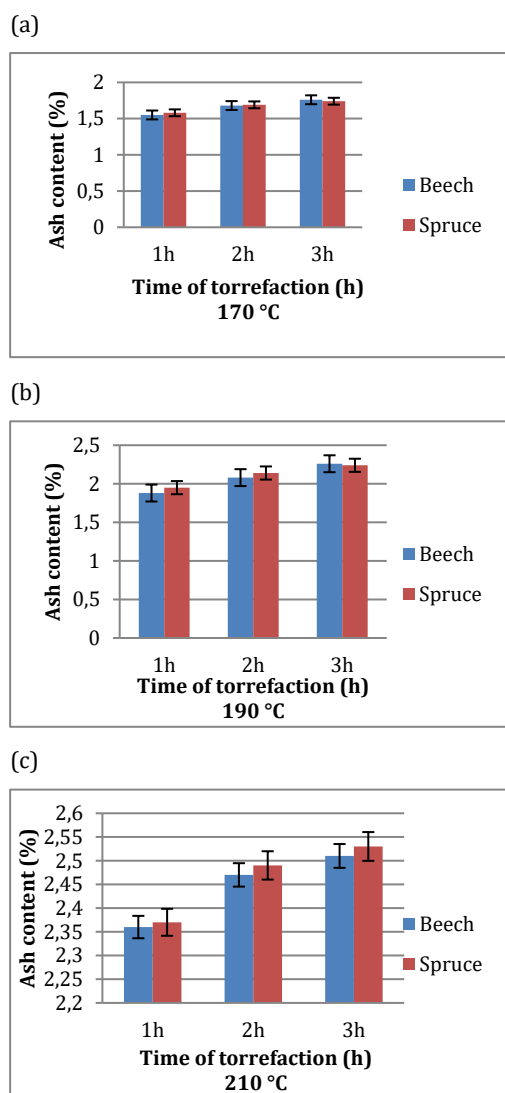 (a)
Ash content (%)
2
1,5
1
0,5
0
1h 2h 3h
Time of torrefaction (h)
170 °C
Beech
Spruce
(b)
Ash content (%)
2,5
2
1,5
1
0,5
0
1h 2h 3h
Time of torrefaction (h)
190 °C
Beech
Spruce
(c)
Ash content (%)
2,6
2,55
2,5
2,45
2,4
2,35
2,3
2,25
2,2
1h 2h 3h
Time of torrefaction (h)
210 °C
Beech
Spruce